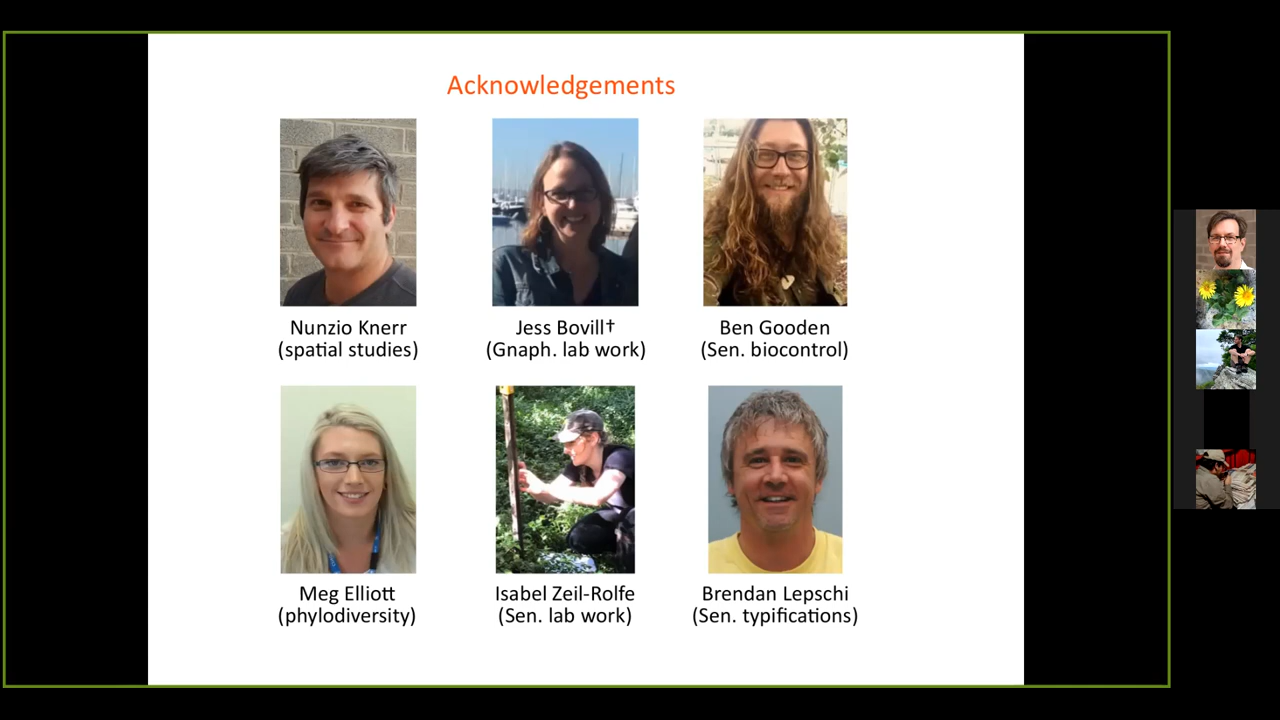 Acknowledgements
Nunzio Knerr
(spatial studies)
Jess Bovill†
(Gnaph. lab work)
Ben Gooden
(Sen. biocontrol)
Meg Elliott
(phylodiversity)
Isabel Zeil-Rolfe
(Sen. lab work)
Brendan Lepschi
(Sen. typifications)